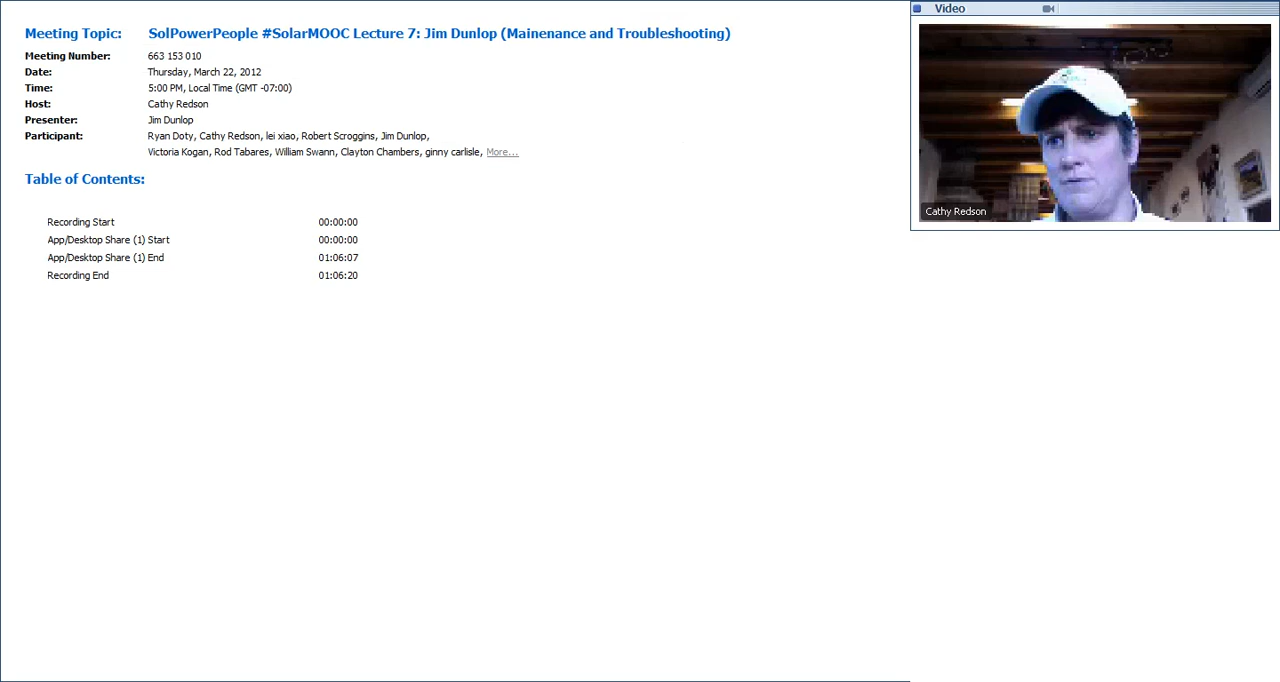 Meeting Topic: SolPowerPeople #SolarMOOC Lecture 7: Jim Dunlop (Mainenance and Troubleshooting)
Meeting Number: 663 153 010
Date: Thursday, March 22, 2012
Time: 5:00 PM, Local Time (GMT -07:00)
Host: Cathy Redson
Presenter: Jim Dunlop
Participant: Ryan Doty, Cathy Redson, lei xiao, Robert Scroggins, Jim Dunlop,
Victoria Kogan, Rod Tabares, William Swann, Clayton Chambers, ginny carlisle, More...
Table of Contents:
Recording Start 00:00:00
App/Desktop Share (1) Start 00:00:00
App/Desktop Share (1) End 01:06:07
Recording End 01:06:20
Video
Cathy Redson